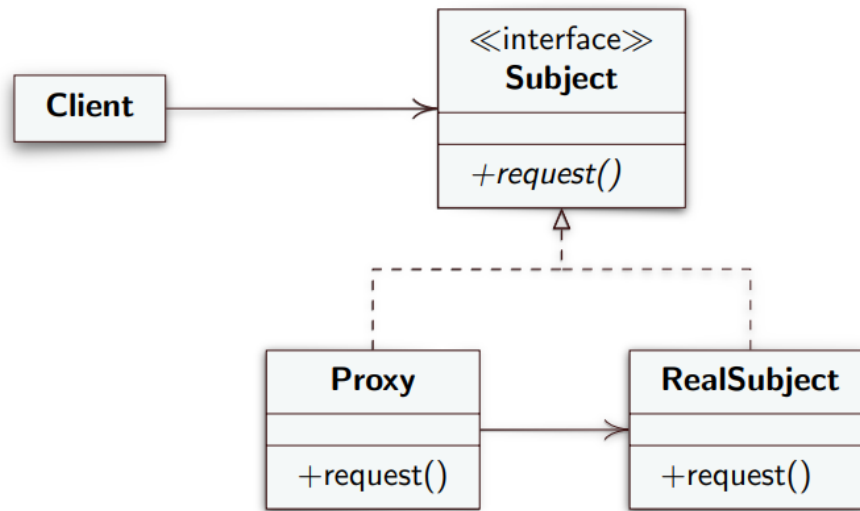 ≪interface≫
Subject
Client
+request()
Proxy
RealSubject
+request()
+request()